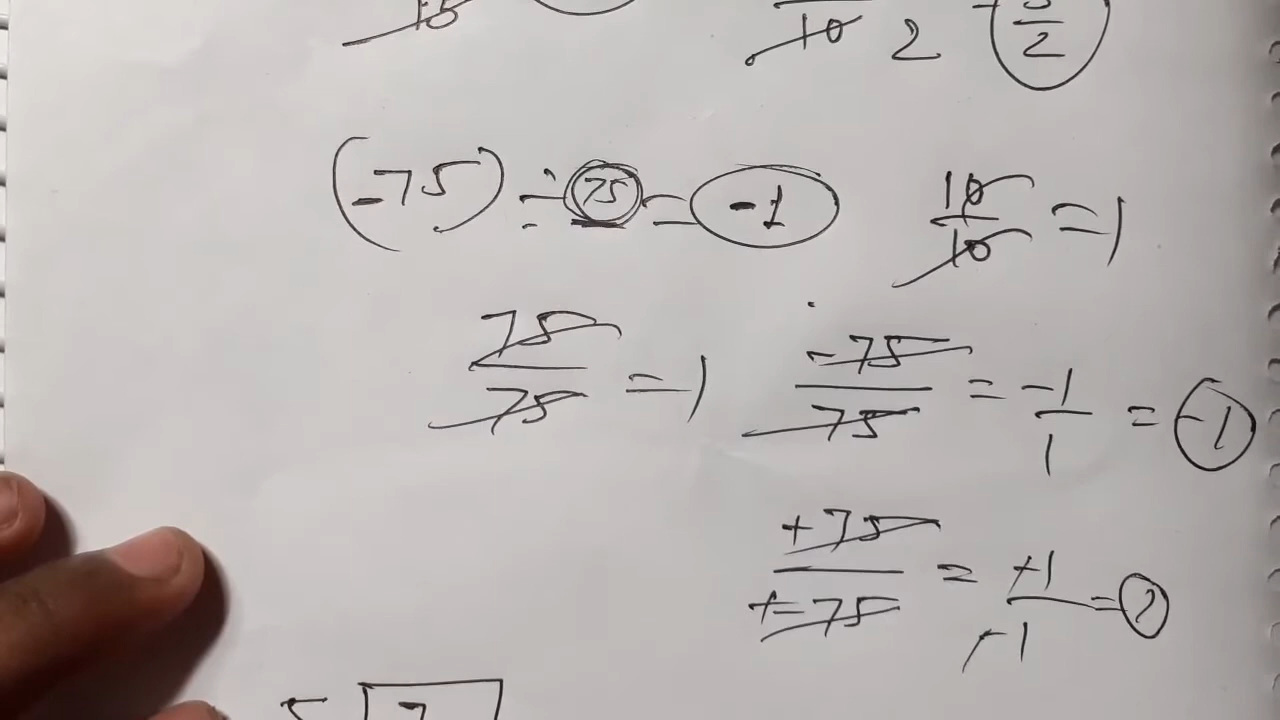 10 10 2 2
(-75) ÷ 75 = -1
10/10 = 1
75/75 = 1
-75/75 = -1/1 = -1
+75/+-75 = +1/-1 =
5